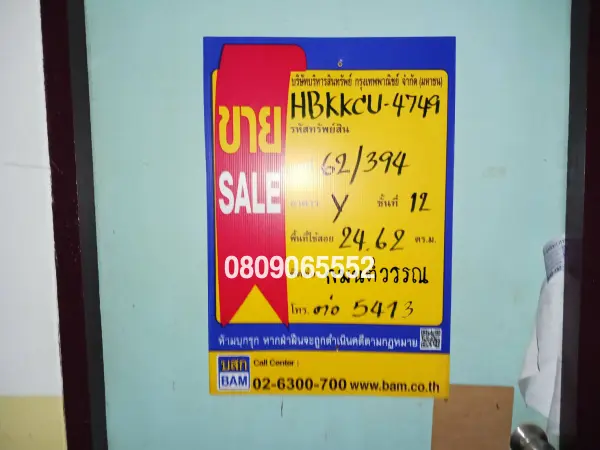 บริษัทบริหารสินทรัพย์ กรุงเทพพาณิชย์ จำกัด (มหาชน)
HBKKCU-4749
รหัสทรัพย์สิน
ขาย
SALE
62/394
อาคาร Y ชั้นที่ 12
พื้นที่ใช้สอย 24.62 ตร.ม.
0809065552
โทร. ต่อ 5413
ห้ามบุกรุก หากฝ่าฝืนจะถูกดำเนินคดีตามกฎหมาย
บสก
BAM
Call Center :
02-6300-700 www.bam.co.th